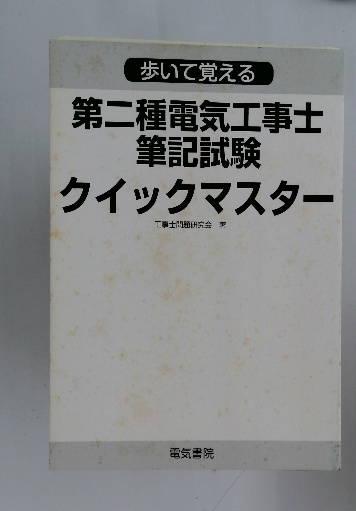 歩いて覚える
第二種電気工事士
筆記試験
クイックマスター
工事士問題研究会 著
電気書院